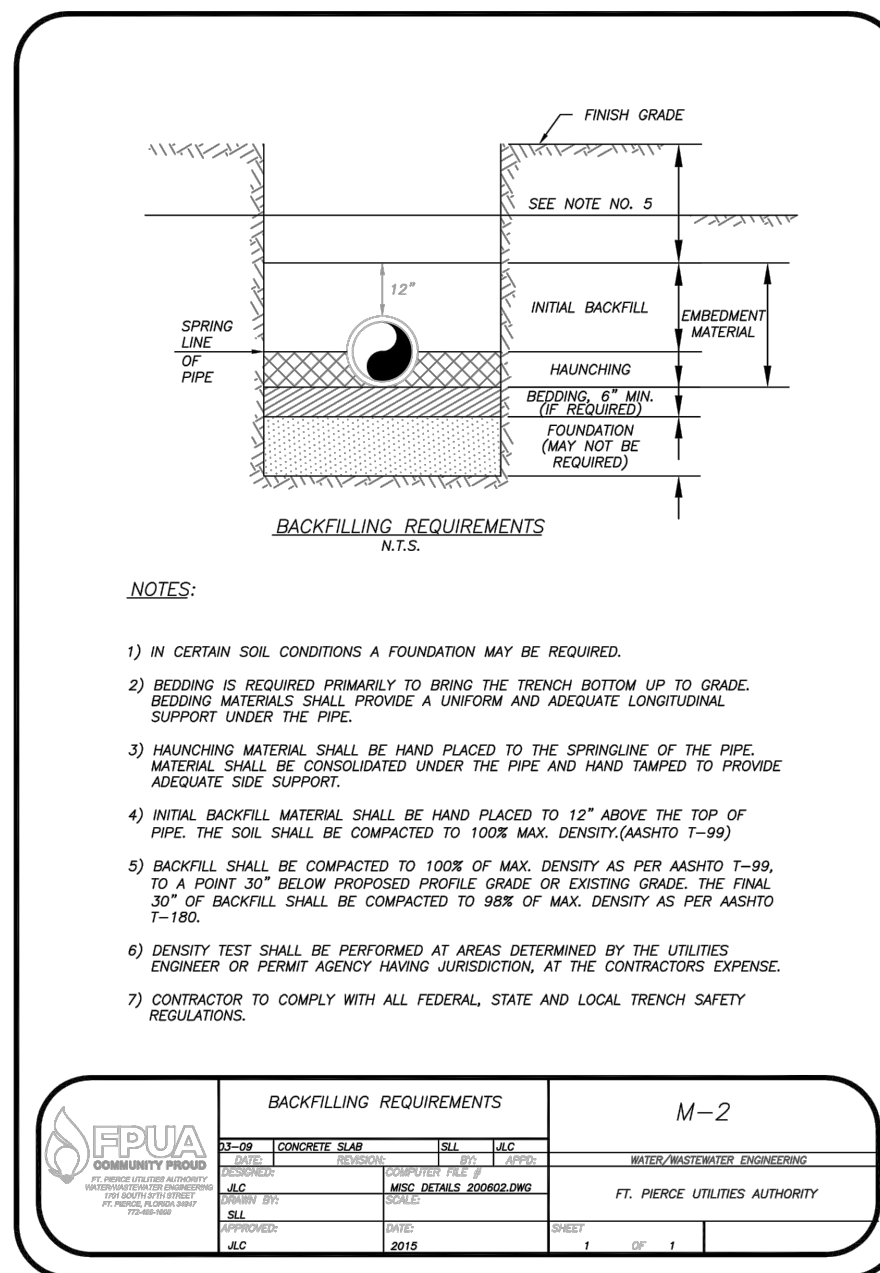 FINISH GRADE
SEE NOTE NO. 5
12"
INITIAL BACKFILL
EMBEDMENT
MATERIAL
SPRING
LINE
OF
PIPE
HAUNCHING
BEDDING, 6" MIN.
(IF REQUIRED)
FOUNDATION
(MAY NOT BE
REQUIRED)
BACKFILLING REQUIREMENTS
N.T.S.
NOTES:
1) IN CERTAIN SOIL CONDITIONS A FOUNDATION MAY BE REQUIRED.
2) BEDDING IS REQUIRED PRIMARILY TO BRING THE TRENCH BOTTOM UP TO GRADE.
BEDDING MATERIALS SHALL PROVIDE A UNIFORM AND ADEQUATE LONGITUDINAL
SUPPORT UNDER THE PIPE.
3) HAUNCHING MATERIAL SHALL BE HAND PLACED TO THE SPRINGLINE OF THE PIPE.
MATERIAL SHALL BE CONSOLIDATED UNDER THE PIPE AND HAND TAMPED TO PROVIDE
ADEQUATE SIDE SUPPORT.
4) INITIAL BACKFILL MATERIAL SHALL BE HAND PLACED TO 12" ABOVE THE TOP OF
PIPE. THE SOIL SHALL BE COMPACTED TO 100% MAX. DENSITY.(AASHTO T-99)
5) BACKFILL SHALL BE COMPACTED TO 100% OF MAX. DENSITY AS PER AASHTO T-99,
TO A POINT 30" BELOW PROPOSED PROFILE GRADE OR EXISTING GRADE. THE FINAL
30" OF BACKFILL SHALL BE COMPACTED TO 98% OF MAX. DENSITY AS PER AASHTO
T-180.
6) DENSITY TEST SHALL BE PERFORMED AT AREAS DETERMINED BY THE UTILITIES
ENGINEER OR PERMIT AGENCY HAVING JURISDICTION, AT THE CONTRACTORS EXPENSE.
7) CONTRACTOR TO COMPLY WITH ALL FEDERAL, STATE AND LOCAL TRENCH SAFETY
REGULATIONS.
FPUA
COMMUNITY PROUD
FT. PIERCE UTILITIES AUTHORITY
WATER/WASTEWATER ENGINEERING
1701 SOUTH 37TH STREET
FT. PIERCE, FLORIDA 34947
BACKFILLING REQUIREMENTS
03-09 CONCRETE SLAB SLL JLC
DATE: REVISION: BY: APPD:
DESIGNED: COMPUTER FILE #
JLC MISC DETAILS 200602.DWG
DRAWN BY: SCALE:
SLL
APPROVED: DATE:
JLC 2015
M-2
WATER/WASTEWATER ENGINEERING
FT. PIERCE UTILITIES AUTHORITY
SHEET
1 OF 1